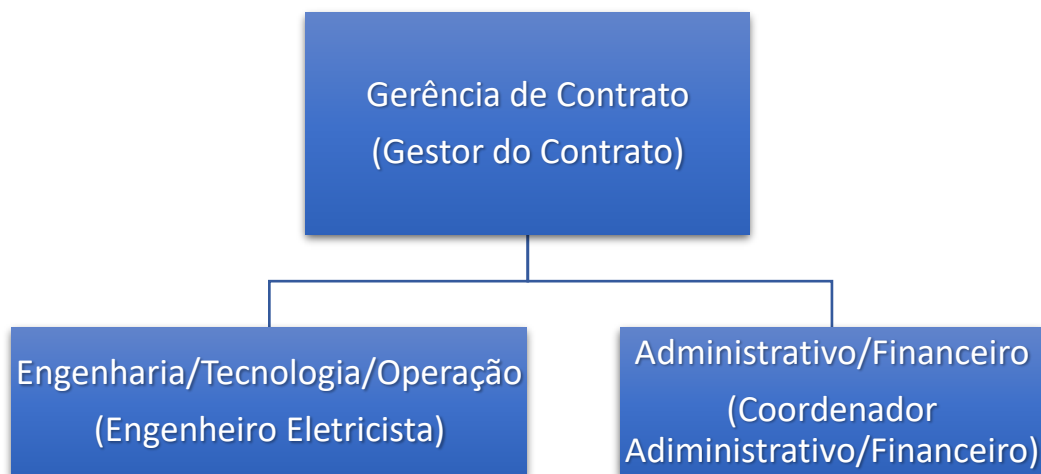 Gerência de Contrato
(Gestor do Contrato)
Engenharia/Tecnologia/Operação
(Engenheiro Eletricista)
Administrativo/Financeiro
(Coordenador
Adiministrativo/Financeiro)